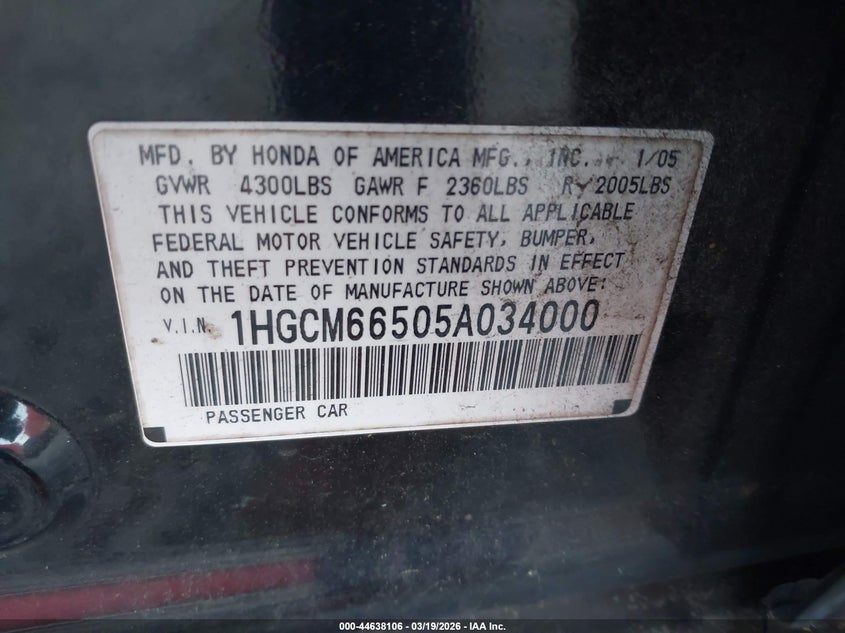 MFD. BY HONDA OF AMERICA MFG., INC. 1/05
GVWR 4300LBS GAWR F 2360LBS R 2005LBS
THIS VEHICLE CONFORMS TO ALL APPLICABLE
FEDERAL MOTOR VEHICLE SAFETY, BUMPER,
AND THEFT PREVENTION STANDARDS IN EFFECT
ON THE DATE OF MANUFACTURE SHOWN ABOVE:
V.I.N. 1HGCM66505A034000
PASSENGER CAR
000-44638106 - 03/19/2026 - IAA Inc.